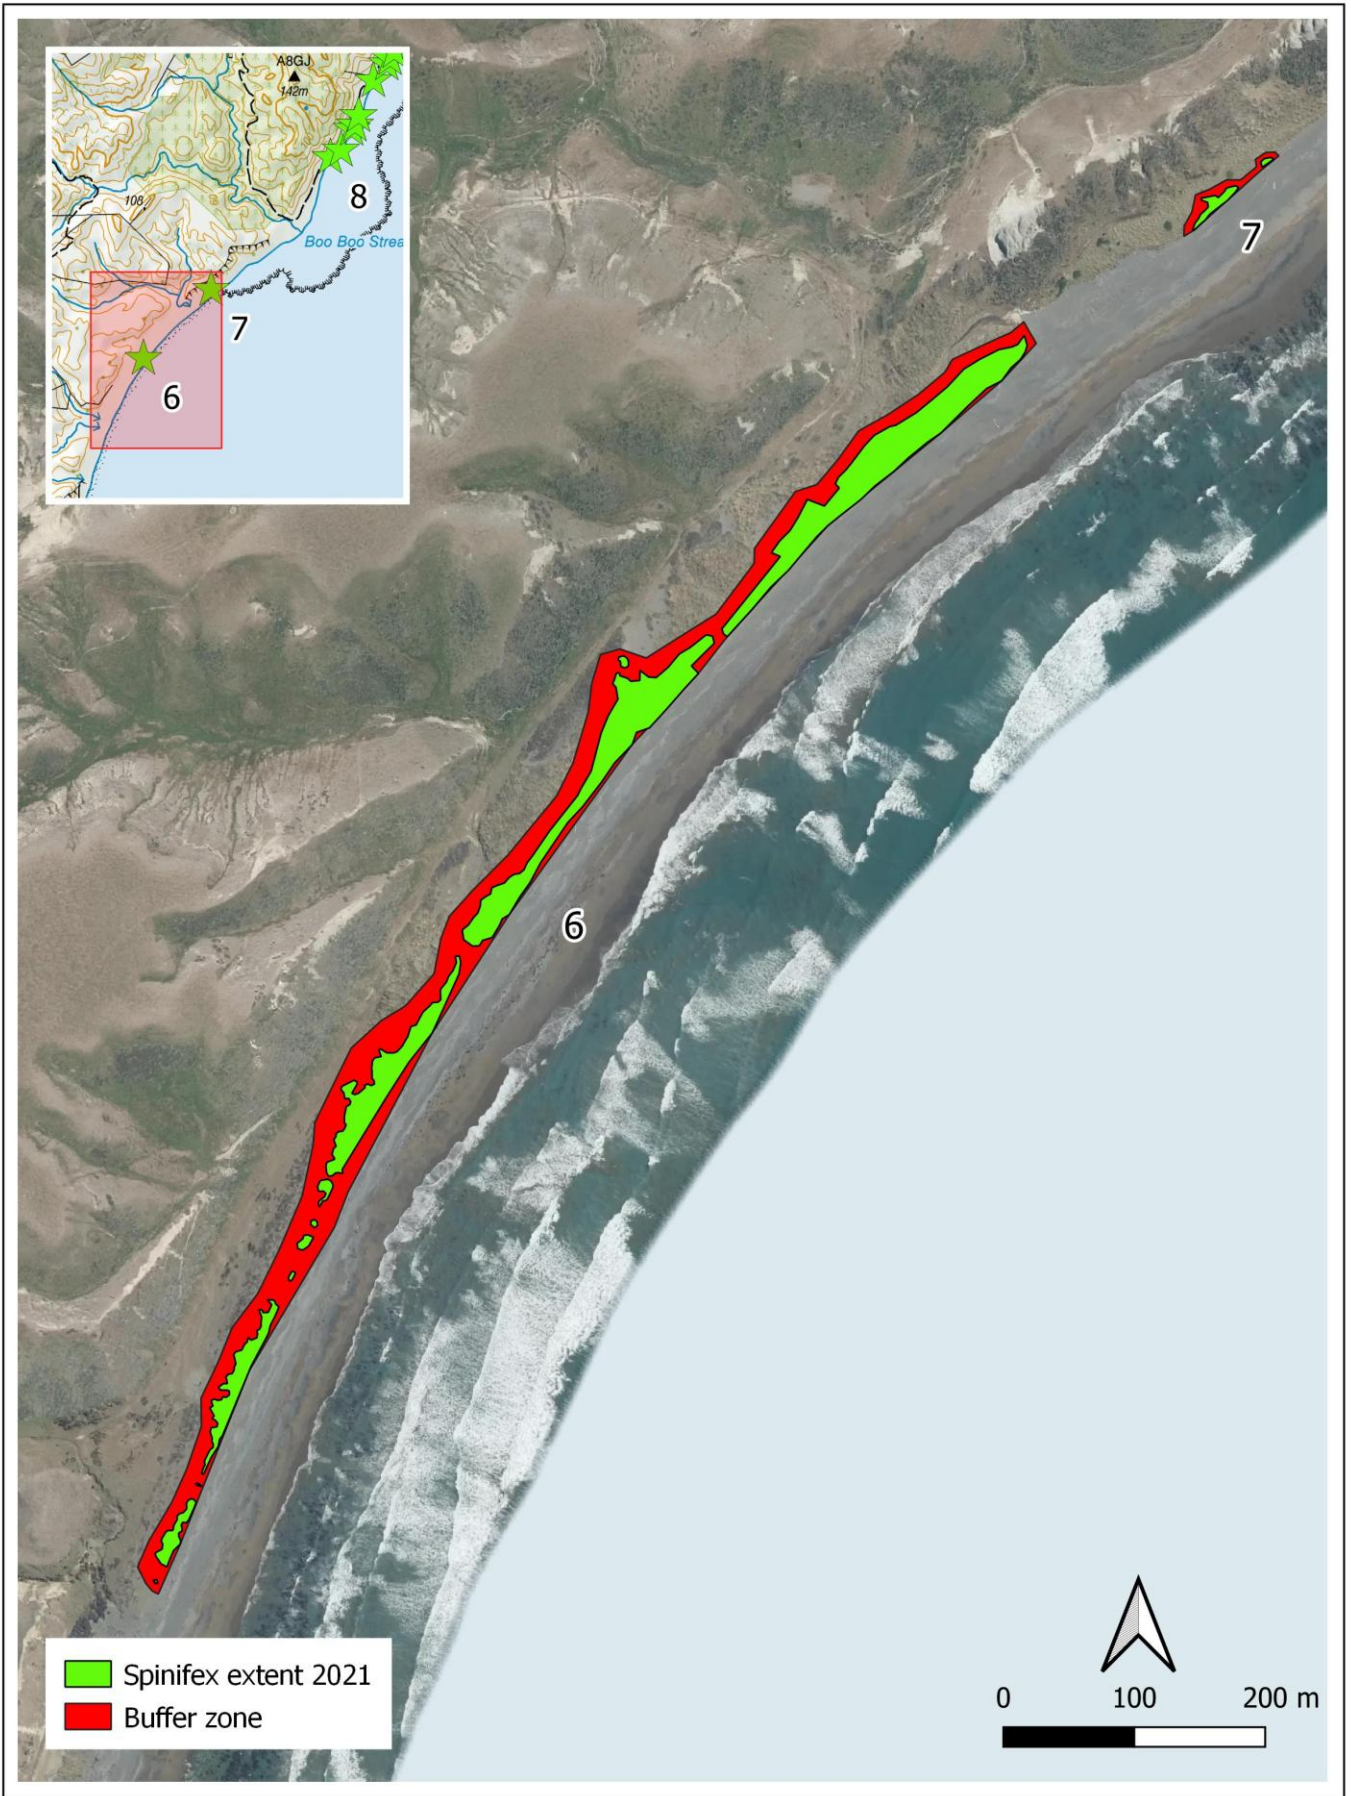 A8GJ
142m
108
8
Boo Boo Strea
7
6
7
6
Spinifex extent 2021
Buffer zone
0 100 200 m